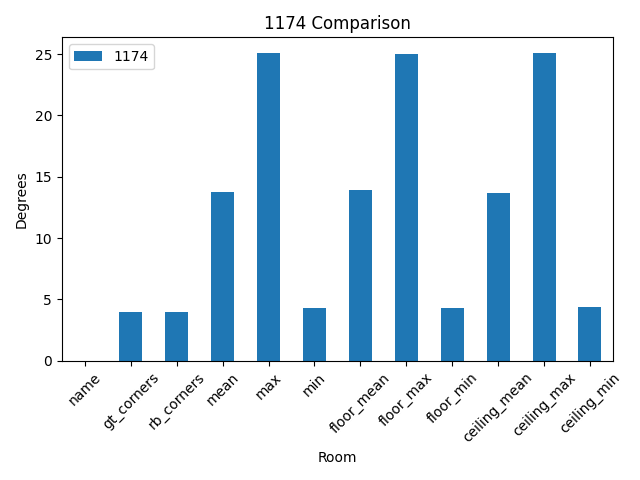 1174 Comparison
1174
Degrees
25
20
15
10
5
0
name
gt_corners
rb_corners
mean
max
min
floor_mean
floor_max
floor_min
ceiling_mean
ceiling_max
ceiling_min
Room